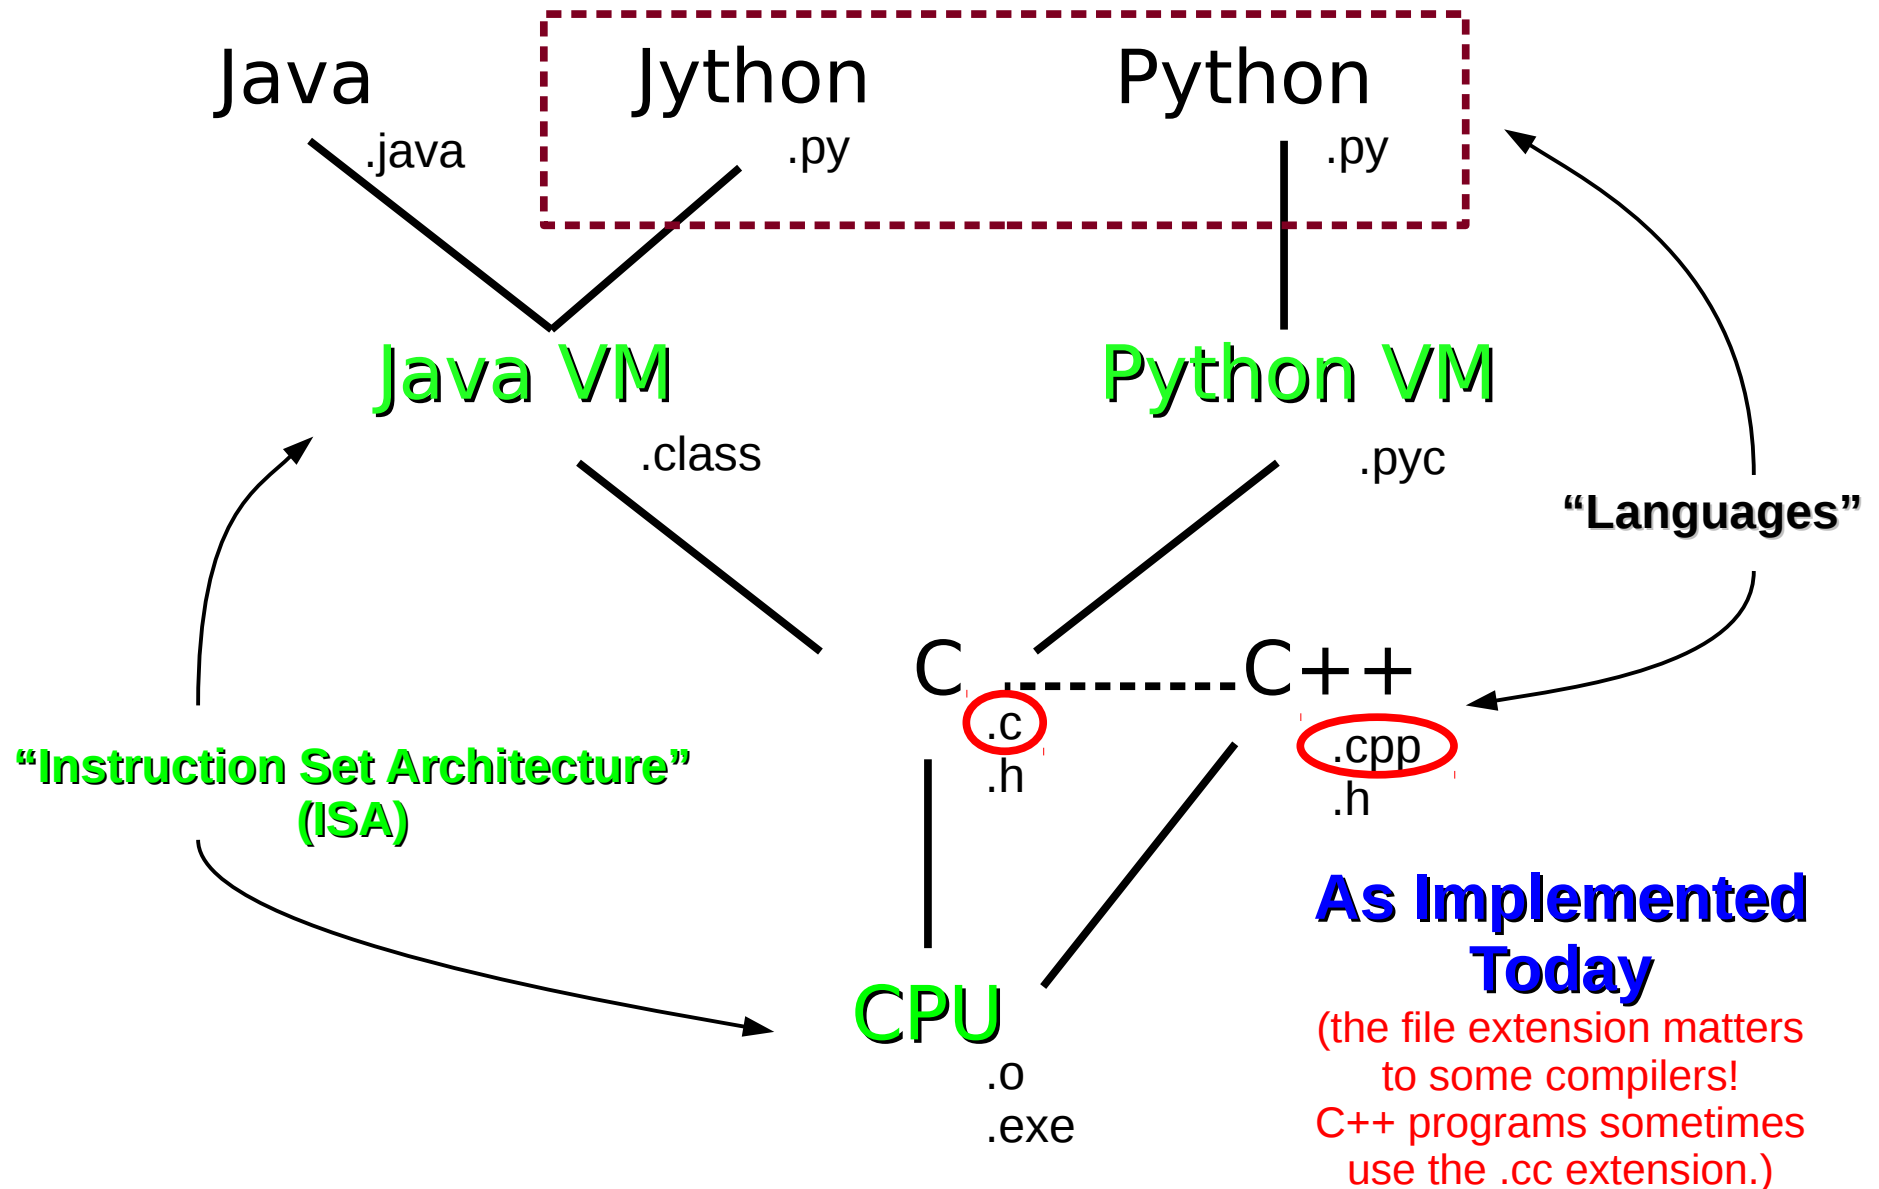 Java
Jython
Python
.java
.py
.py
Java VM
Python VM
.class
.pyc
“Languages”
C
C++
.c
.cpp
.h
.h
“Instruction Set Architecture”
(ISA)
As Implemented
Today
CPU
(the file extension matters
to some compilers!
C++ programs sometimes
use the .cc extension.)
.o
.exe